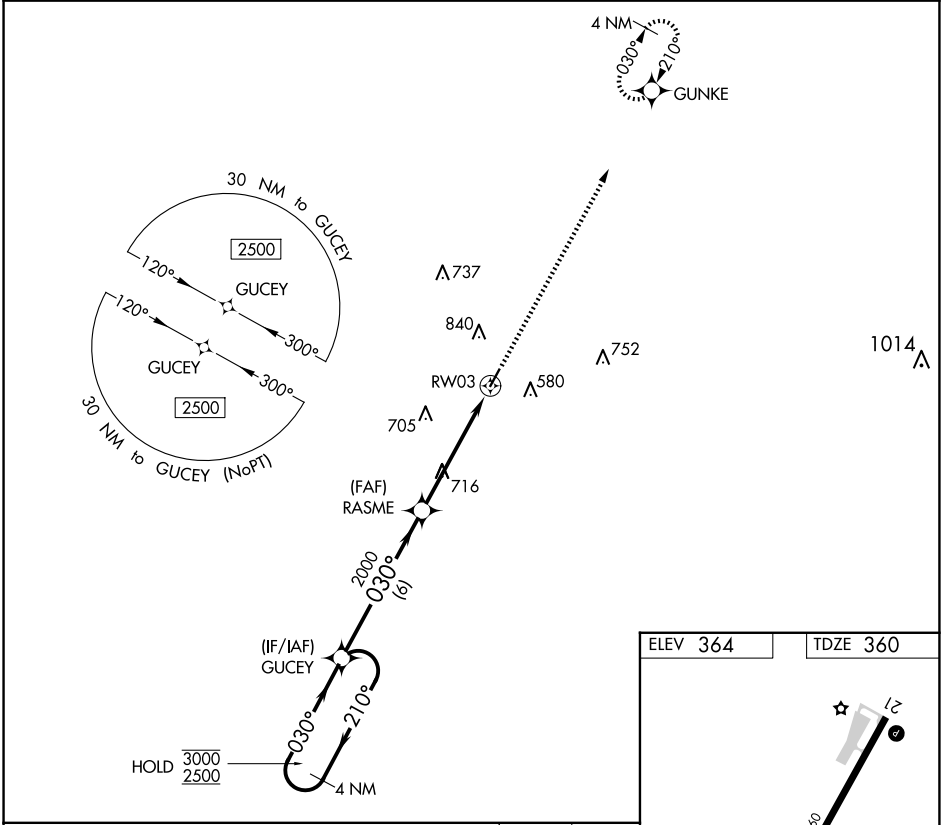 4 NM
030°
210°
GUNKE
30 NM to GUCEY
2500
120°
GUCEY
300°
120°
GUCEY
300°
2500
30 NM to GUCEY (NoPT)
737
840
752
1014
RW03
580
705
716
(FAF)
RASME
2000
030°
(6)
(IF/IAF)
GUCEY
030°
210°
HOLD 3000
2500
4 NM
ELEV 364
TDZE 360
21
P
60